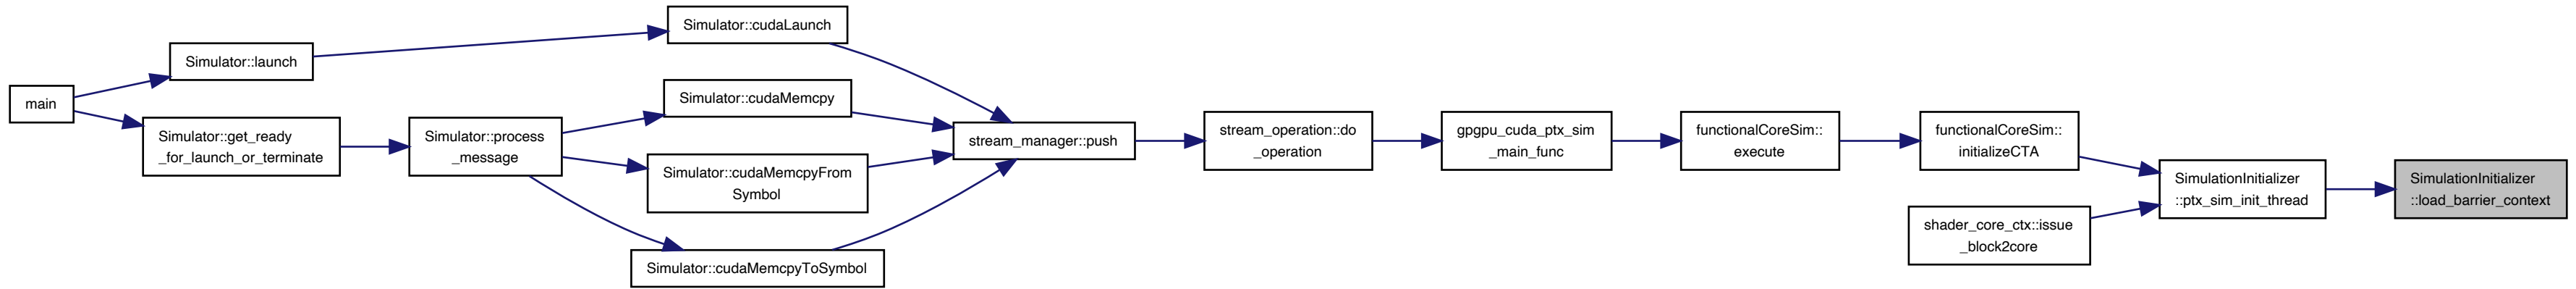 main
Simulator::launch
Simulator::get_ready
_for_launch_or_terminate
Simulator::process
_message
Simulator::cudaLaunch
Simulator::cudaMemcpy
Simulator::cudaMemcpyFrom
Symbol
Simulator::cudaMemcpyToSymbol
stream_manager::push
stream_operation::do
_operation
gpgpu_cuda_ptx_sim
_main_func
functionalCoreSim::
execute
functionalCoreSim::
initializeCTA
shader_core_ctx::issue
_block2core
SimulationInitializer
::ptx_sim_init_thread
SimulationInitializer
::load_barrier_context